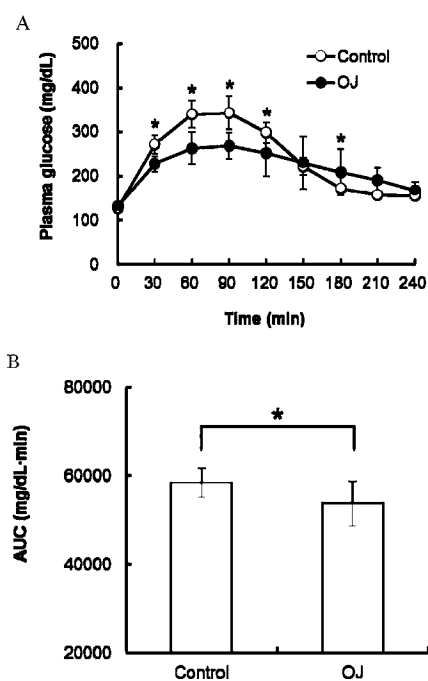 A
Plasma glucose (mg/dL)
500
400
300
200
100
0
Control
OJ
* * * * *
0 30 60 90 120 150 180 210 240
Time (min)
B
AUC (mg/dL·min)
80000
60000
40000
20000
*
Control OJ